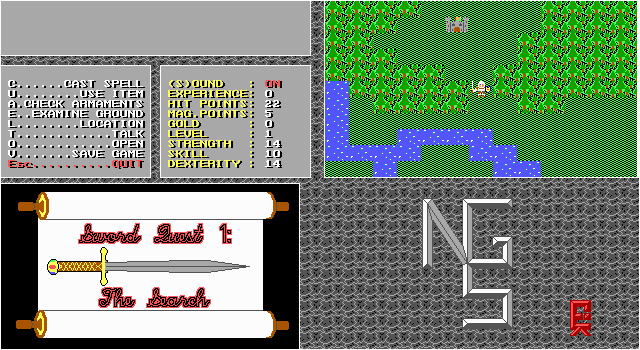 C......CAST SPELL
U.......USE ITEM
A.CHECK ARMAMENTS
E..EXAMINE GROUND
L.......LOCATION
T...........TALK
O...........OPEN
V......SAVE GAME
Esc.........QUIT
(S)OUND : ON
EXPERIENCE: 0
HIT POINTS: 22
MAG.POINTS: 5
GOLD : 0
LEVEL : 1
STRENGTH : 14
SKILL : 10
DEXTERITY : 14
Sword Quest 1:
The Search
NGS